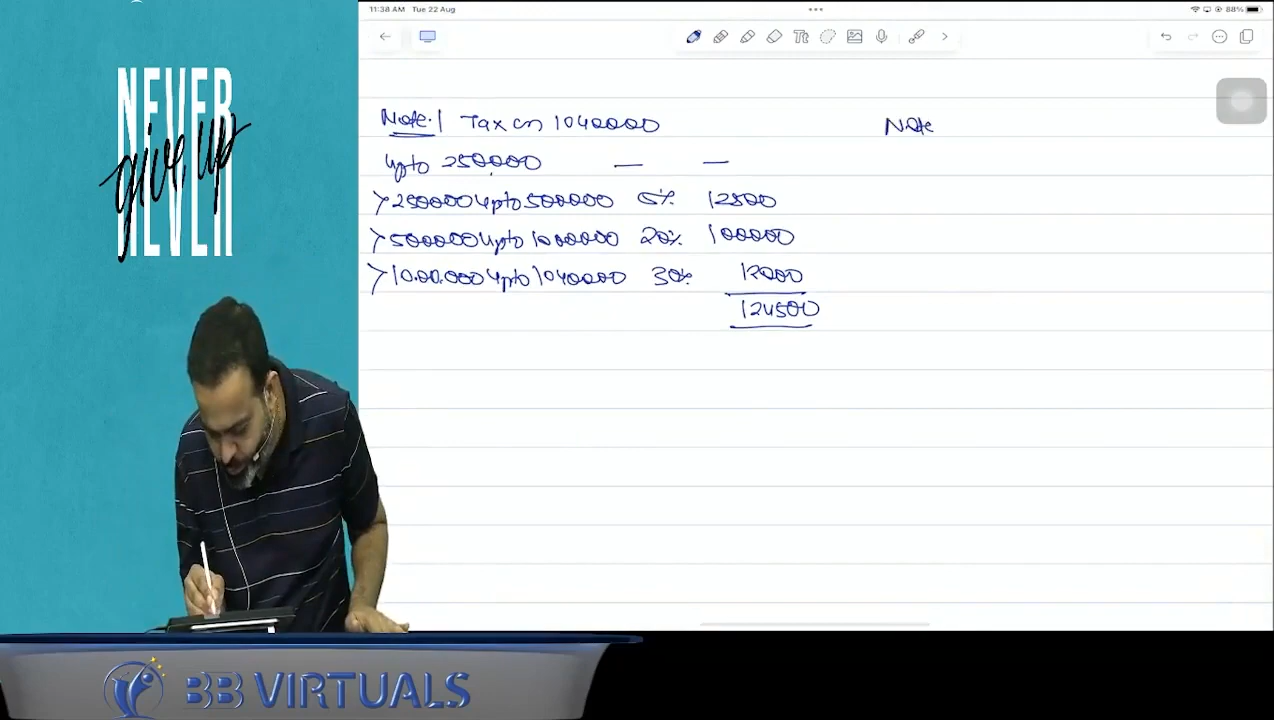 11:38 AM Tue 22 Aug
88%
NEVER
give up
NEVER
Note:1 Tax on 1040000
Note
upto 250000 — —
>250000 upto 500000 5% 12500
>500000 upto 1000000 20% 100000
>10.00.000 upto 1040000 30% 12000
124500
BB VIRTUALS